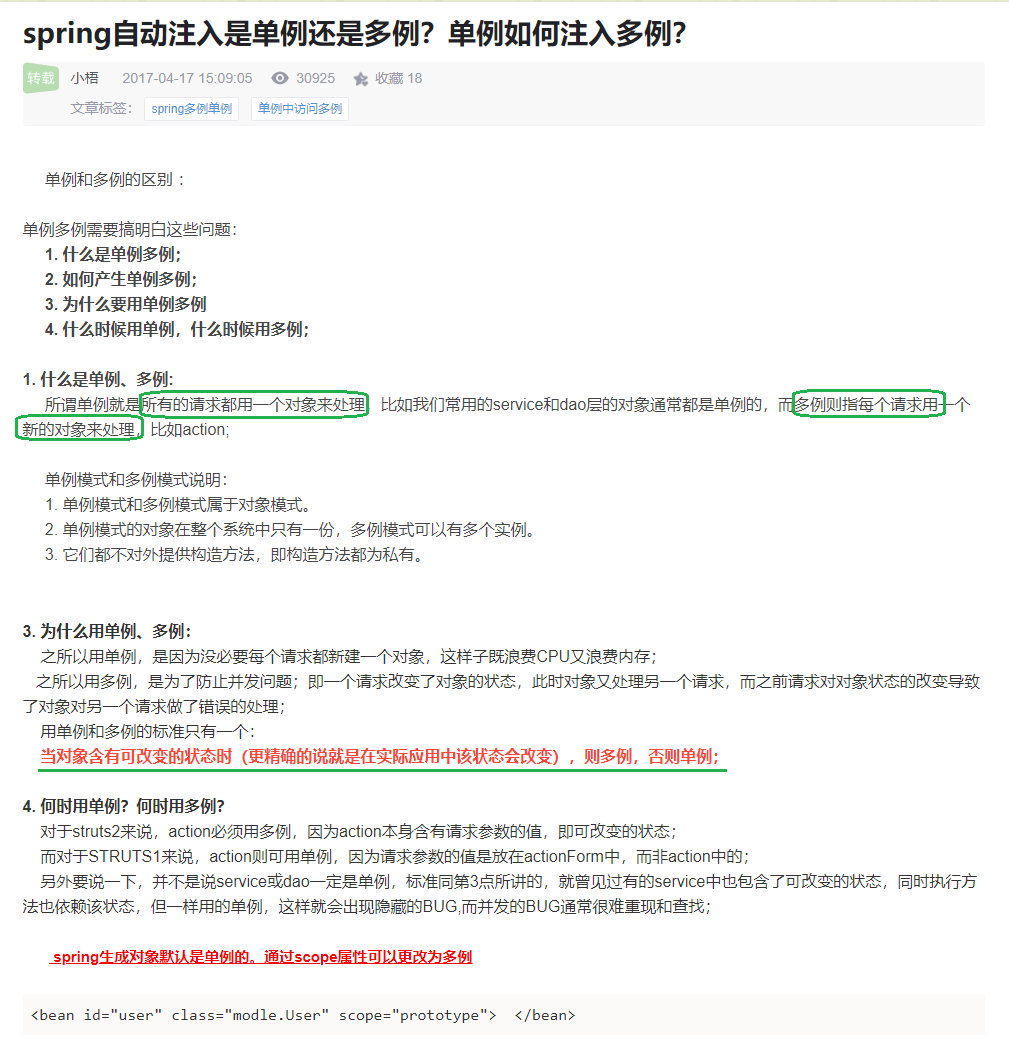 spring自动注入是单例还是多例？单例如何注入多例？
转载 小梧 2017-04-17 15:09:05 30925 收藏 18
文章标签： spring多例单例 单例中访问多例
单例和多例的区别 ：
单例多例需要搞明白这些问题：
1. 什么是单例多例；
2. 如何产生单例多例；
3. 为什么要用单例多例
4. 什么时候用单例，什么时候用多例；
1. 什么是单例、多例：
所谓单例就是所有的请求都用一个对象来处理，比如我们常用的service和dao层的对象通常都是单例的，而多例则指每个请求用一个
新的对象来处理，比如action;
单例模式和多例模式说明：
1. 单例模式和多例模式属于对象模式。
2. 单例模式的对象在整个系统中只有一份，多例模式可以有多个实例。
3. 它们都不对外提供构造方法，即构造方法都为私有。
3. 为什么用单例、多例：
之所以用单例，是因为没必要每个请求都新建一个对象，这样子既浪费CPU又浪费内存；
之所以用多例，是为了防止并发问题；即一个请求改变了对象的状态，此时对象又处理另一个请求，而之前请求对对象状态的改变导致
了对象对另一个请求做了错误的处理；
用单例和多例的标准只有一个：
当对象含有可改变的状态时（更精确的说就是在实际应用中该状态会改变），则多例，否则单例；
4. 何时用单例？何时用多例？
对于struts2来说，action必须用多例，因为action本身含有请求参数的值，即可改变的状态；
而对于STRUTS1来说，action则可用单例，因为请求参数的值是放在actionForm中，而非action中的；
另外要说一下，并不是说service或dao一定是单例，标准同第3点所讲的，就曾见过有的service中也包含了可改变的状态，同时执行方
法也依赖该状态，但一样用的单例，这样就会出现隐藏的BUG,而并发的BUG通常很难重现和查找；
spring生成对象默认是单例的。通过scope属性可以更改为多例
<bean id="user" class="modle.User" scope="prototype">  </bean>